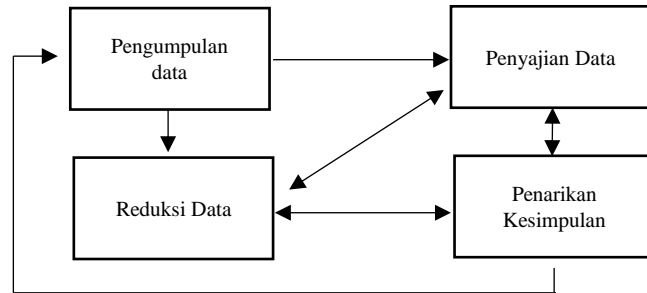 Pengumpulan
data
Penyajian Data
Reduksi Data
Penarikan
Kesimpulan